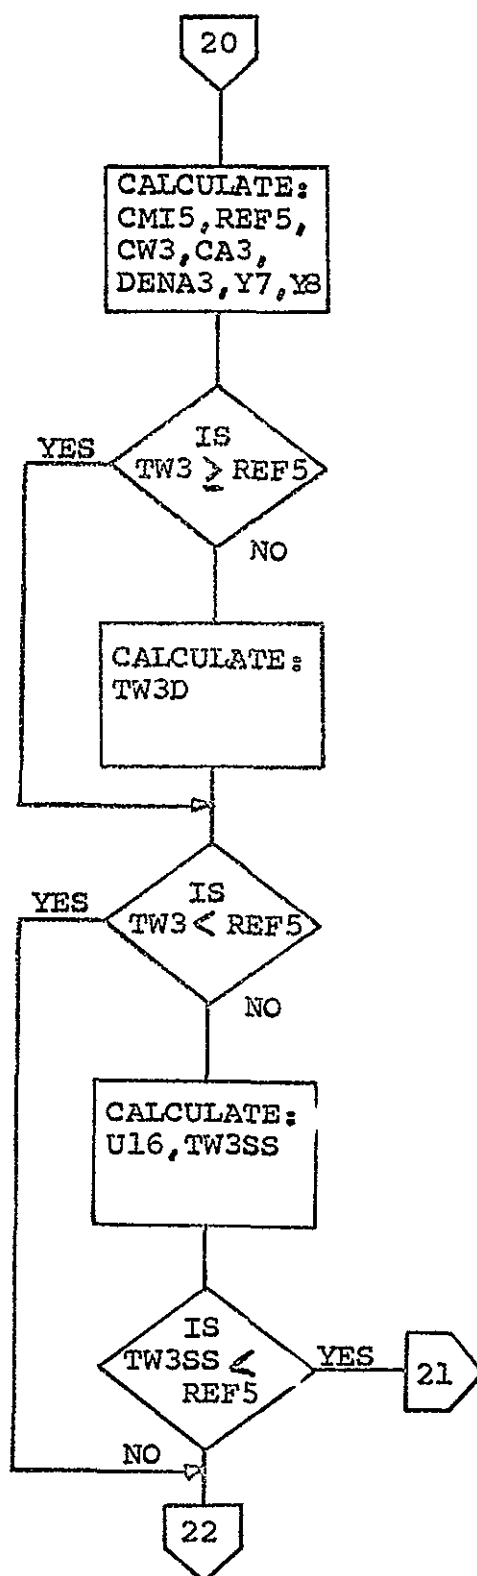 20
CALCULATE:
CMI5,REF5,
CW3,CA3,
DENA3,Y7,Y8
YES
IS
TW3 ≥ REF5
NO
CALCULATE:
TW3D
YES
IS
TW3 < REF5
NO
CALCULATE:
U16,TW3SS
IS
TW3SS <
REF5
YES
21
NO
22